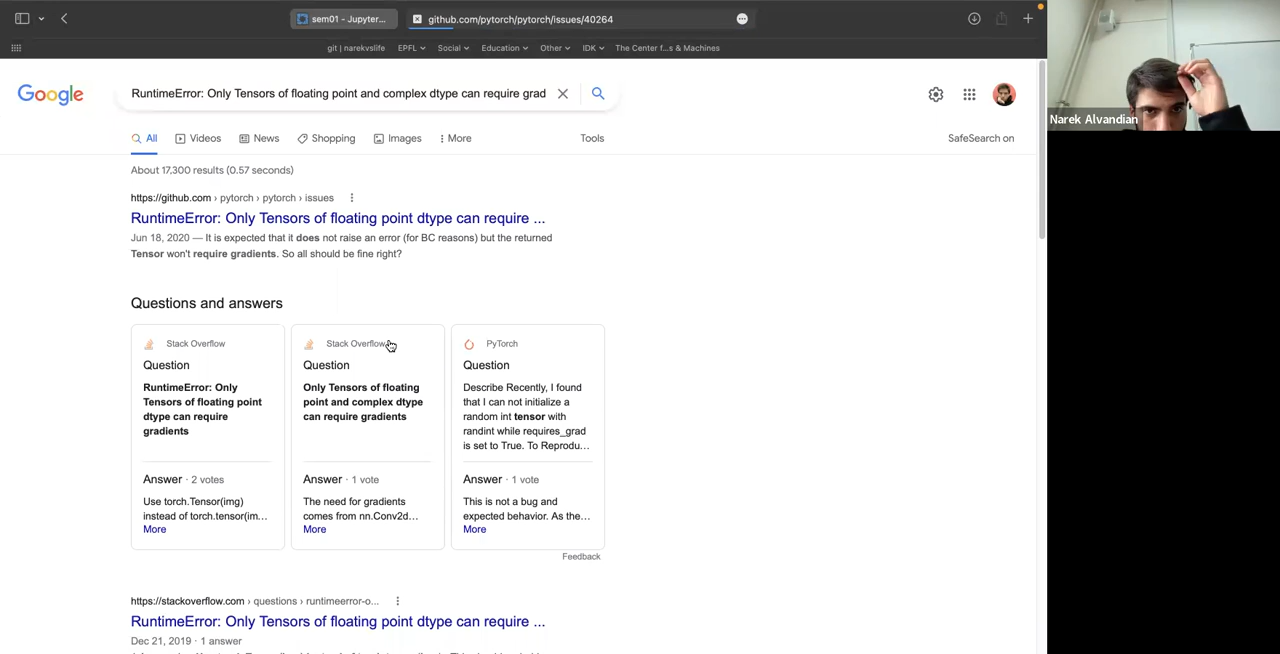 sem01 - Jupyter...
github.com/pytorch/pytorch/issues/40264
git | narekvslife
EPFL
Social
Education
Other
IDK
The Center f...s & Machines
Google
RuntimeError: Only Tensors of floating point and complex dtype can require grad
All
Videos
News
Shopping
Images
More
Tools
SafeSearch on
About 17,300 results (0.57 seconds)
https://github.com › pytorch › pytorch › issues
RuntimeError: Only Tensors of floating point dtype can require ...
Jun 18, 2020 — It is expected that it does not raise an error (for BC reasons) but the returned
Tensor won't require gradients. So all should be fine right?
Questions and answers
Stack Overflow
Question
RuntimeError: Only
Tensors of floating point
dtype can require
gradients
Answer · 2 votes
Use torch.Tensor(img)
instead of torch.tensor(im...
More
Stack Overflow
Question
Only Tensors of floating
point and complex dtype
can require gradients
Answer · 1 vote
The need for gradients
comes from nn.Conv2d...
More
PyTorch
Question
Describe Recently, I found
that I can not initialize a
random int tensor with
randint while requires_grad
is set to True. To Reprodu...
Answer · 1 vote
This is not a bug and
expected behavior. As the...
More
Feedback
https://stackoverflow.com › questions › runtimeerror-o...
RuntimeError: Only Tensors of floating point dtype can require ...
Dec 21, 2019 · 1 answer
Narek Alvandian